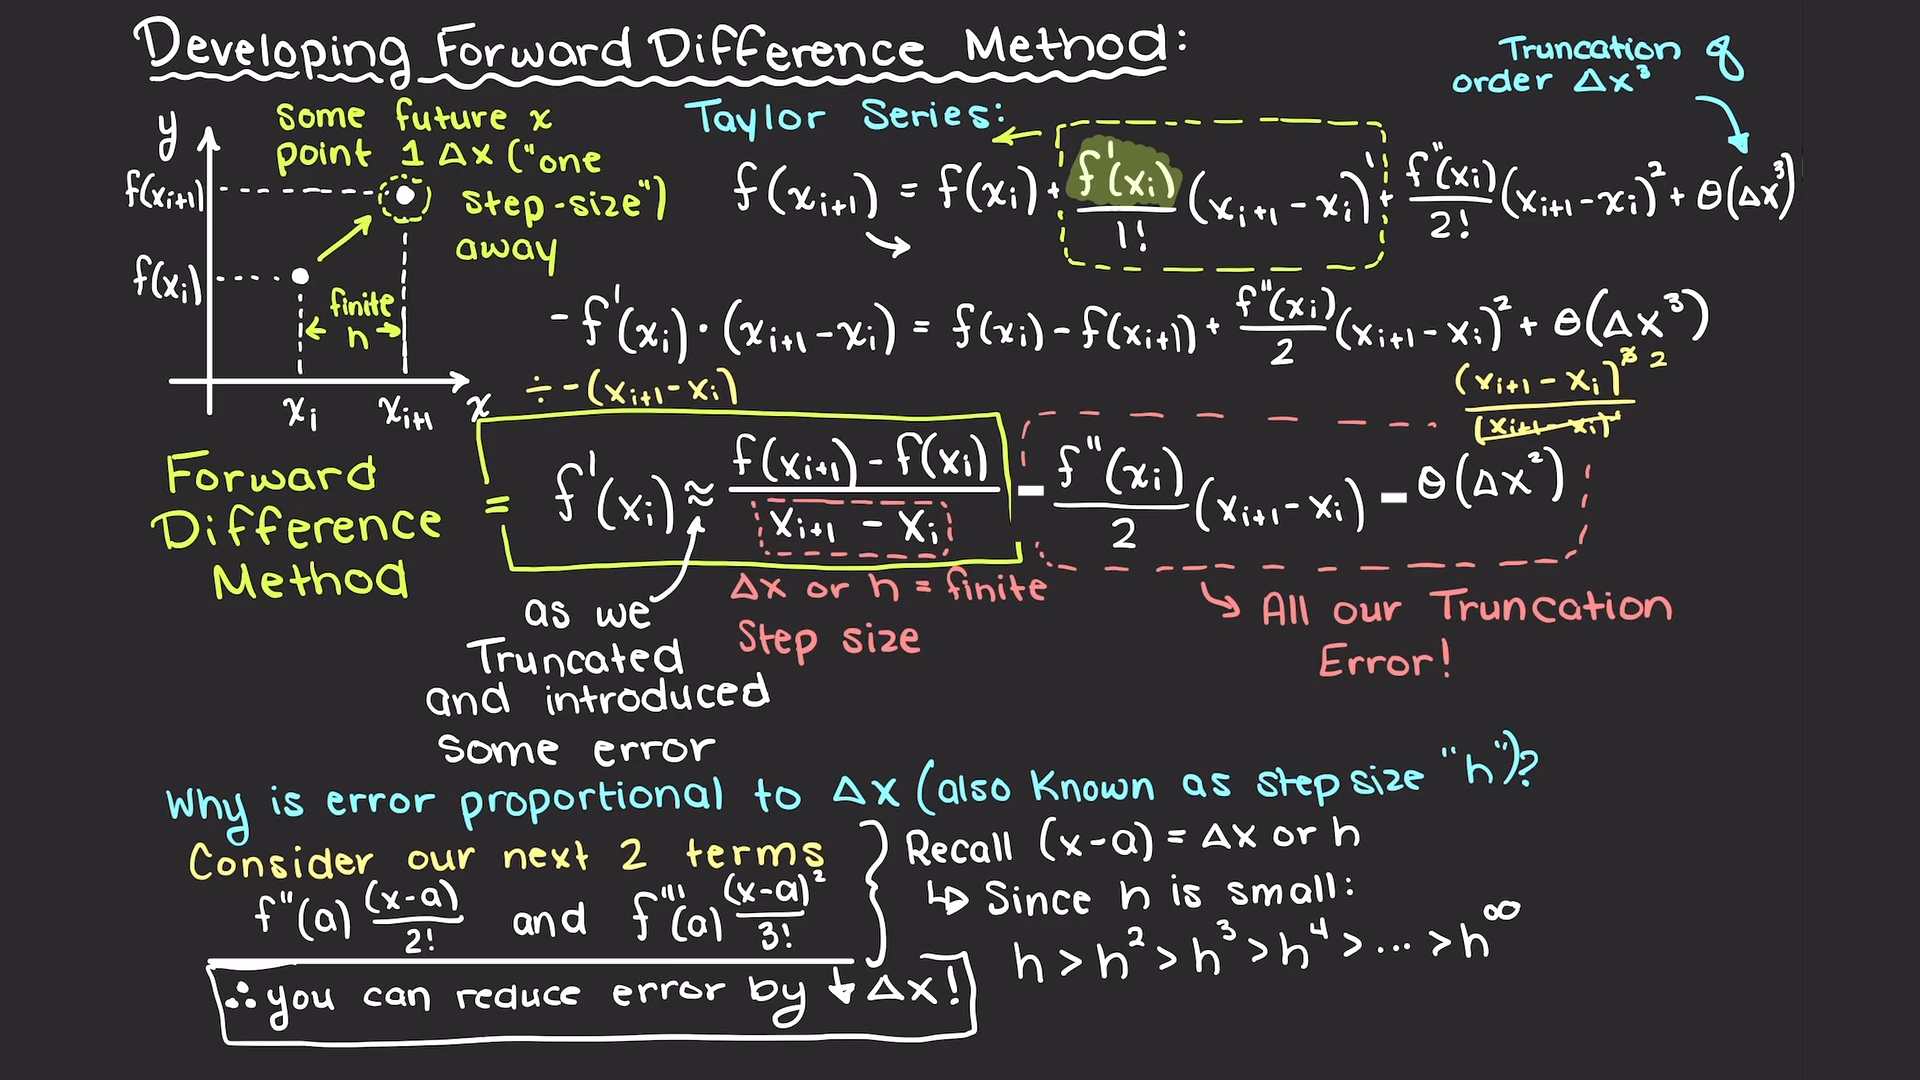 Developing Forward Difference Method:
Truncation of
order Δx³
y
some future x
point 1 Δx ("one
step-size")
away
f(xᵢ₊₁)
f(xᵢ)
finite
h
xᵢ
xᵢ₊₁
x
Taylor Series:
f(xᵢ₊₁) = f(xᵢ) + f'(xᵢ)/1! (xᵢ₊₁ - xᵢ)' + f''(xᵢ)/2! (xᵢ₊₁ - xᵢ)² + θ(Δx³)
-f'(xᵢ)·(xᵢ₊₁ - xᵢ) = f(xᵢ) - f(xᵢ₊₁) + f''(xᵢ)/2 (xᵢ₊₁ - xᵢ)² + θ(Δx³)
÷ -(xᵢ₊₁ - xᵢ)
(xᵢ₊₁ - xᵢ)³ 2
(xᵢ₊₁ - xᵢ)'
Forward
Difference
Method
= f'(xᵢ) ≈ f(xᵢ₊₁) - f(xᵢ) / xᵢ₊₁ - xᵢ - f''(xᵢ)/2 (xᵢ₊₁ - xᵢ) - θ(Δx²)
Δx or h = finite
Step size
as we
Truncated
and introduced
some error
All our Truncation
Error!
Why is error proportional to Δx (also known as step size "h")?
Consider our next 2 terms
f''(a) (x-a)/2! and f'''(a) (x-a)²/3!
Recall (x-a) = Δx or h
↳ Since h is small:
h > h² > h³ > h⁴ > ... > h^∞
∴ you can reduce error by ↓ Δx!